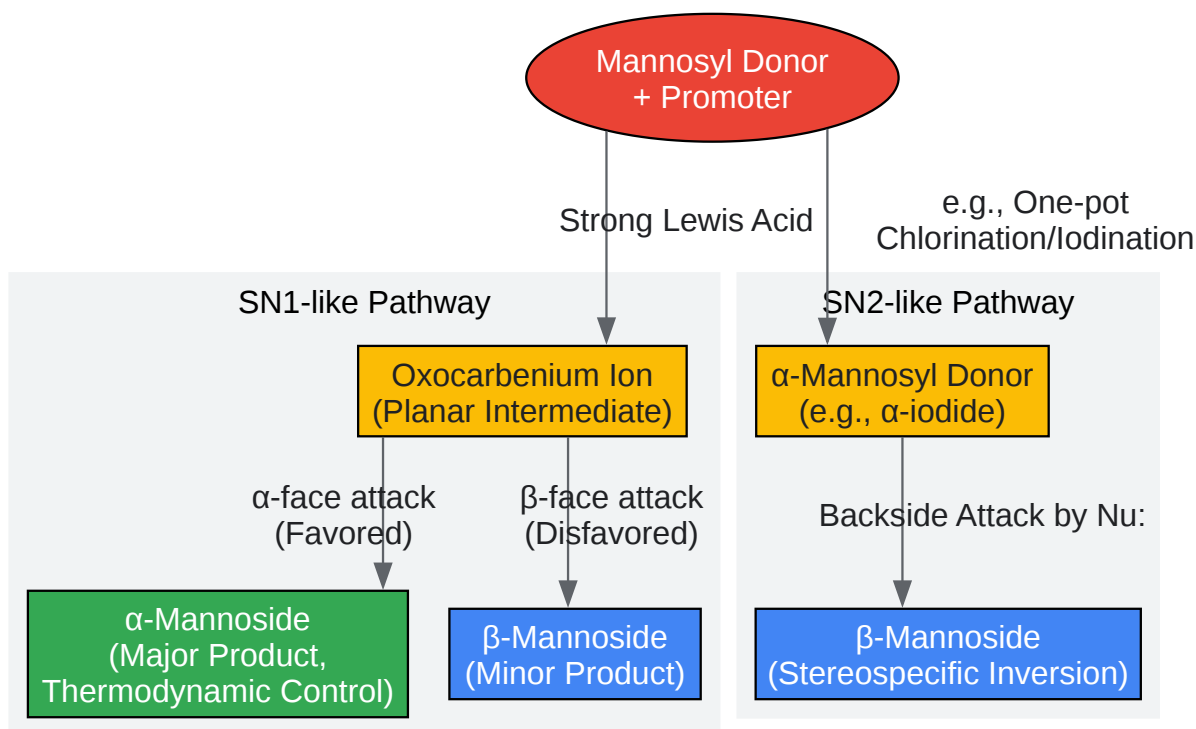 Mannosyl Donor
+ Promoter
Strong Lewis Acid
e.g., One-pot
Chlorination/Iodination
SN1-like Pathway
SN2-like Pathway
Oxocarbenium Ion
(Planar Intermediate)
α-Mannosyl Donor
(e.g., α-iodide)
α-face attack
(Favored)
β-face attack
(Disfavored)
Backside Attack by Nu:
α-Mannoside
(Major Product,
Thermodynamic Control)
β-Mannoside
(Minor Product)
β-Mannoside
(Stereospecific Inversion)